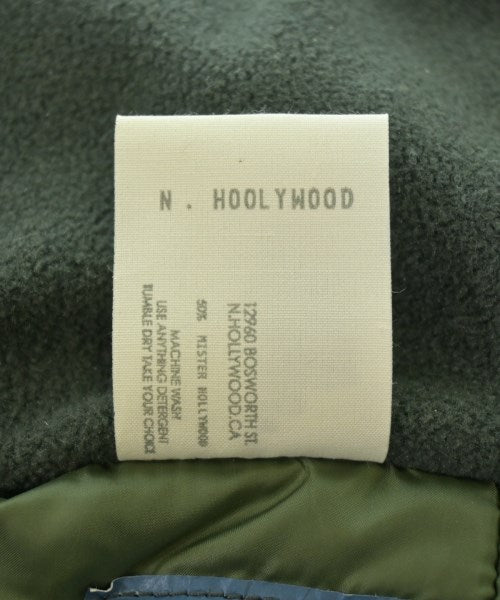 N . HOOLYWOOD
12960 BOSWORTH ST.
N.HOLLYWOOD.CA
50% MISTER HOLLYWOOD
MACHINE WASH
USE ANYTHING DETERGENT
TUMBLE DRY TAKE YOUR CHOICE